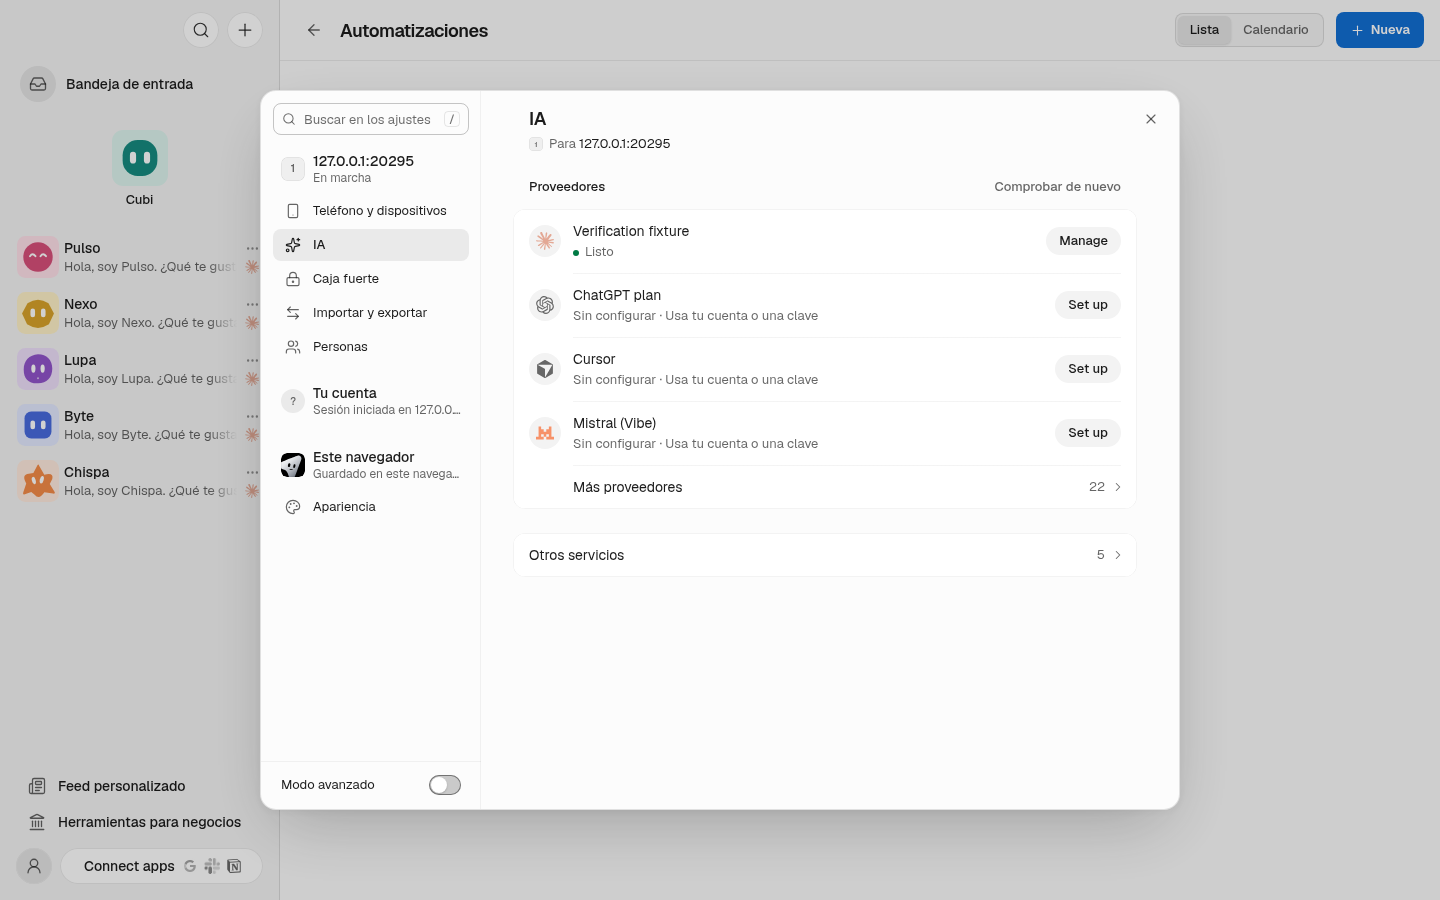 Automatizaciones
Lista
Calendario
Nueva
Bandeja de entrada
Cubi
Pulso
Hola, soy Pulso. ¿Qué te gust
Nexo
Hola, soy Nexo. ¿Qué te gust
Lupa
Hola, soy Lupa. ¿Qué te gust
Byte
Hola, soy Byte. ¿Qué te gusta
Chispa
Hola, soy Chispa. ¿Qué te gu
Feed personalizado
Herramientas para negocios
Connect apps
Buscar en los ajustes
/
1
127.0.0.1:20295
En marcha
Teléfono y dispositivos
IA
Caja fuerte
Importar y exportar
Personas
?
Tu cuenta
Sesión iniciada en 127.0.0...
Este navegador
Guardado en este navega...
Apariencia
Modo avanzado
IA
1 Para 127.0.0.1:20295
Proveedores
Comprobar de nuevo
Verification fixture
Listo
Manage
ChatGPT plan
Sin configurar · Usa tu cuenta o una clave
Set up
Cursor
Sin configurar · Usa tu cuenta o una clave
Set up
Mistral (Vibe)
Sin configurar · Usa tu cuenta o una clave
Set up
Más proveedores
22
Otros servicios
5